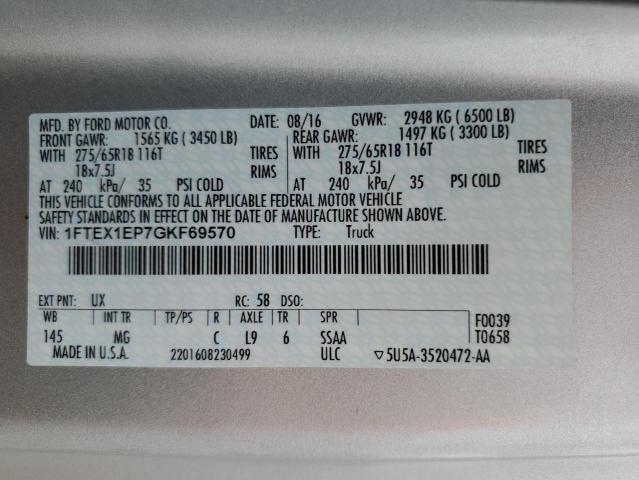 MFD. BY FORD MOTOR CO. DATE: 08/16 GVWR: 2948 KG ( 6500 LB)
FRONT GAWR: 1565 KG ( 3450 LB) REAR GAWR: 1497 KG ( 3300 LB)
WITH 275/65R18 116T TIRES WITH 275/65R18 116T TIRES
18x7.5J RIMS 18x7.5J RIMS
AT 240 kPa/ 35 PSI COLD AT 240 kPa/ 35 PSI COLD
THIS VEHICLE CONFORMS TO ALL APPLICABLE FEDERAL MOTOR VEHICLE
SAFTY STANDARDS IN EFFECT ON THE DATE OF MANUFACTURE SHOWN ABOVE.
VIN: 1FTEX1EP7GKF69570 TYPE: Truck
EXT PNT: UX RC: 58 DSO:
WB INT TR TP/PS R AXLE TR SPR F0039
145 MG C L9 6 SSAA T0658
MADE IN U.S.A. 2201608230499 ULC ▽5U5A-3520472-AA